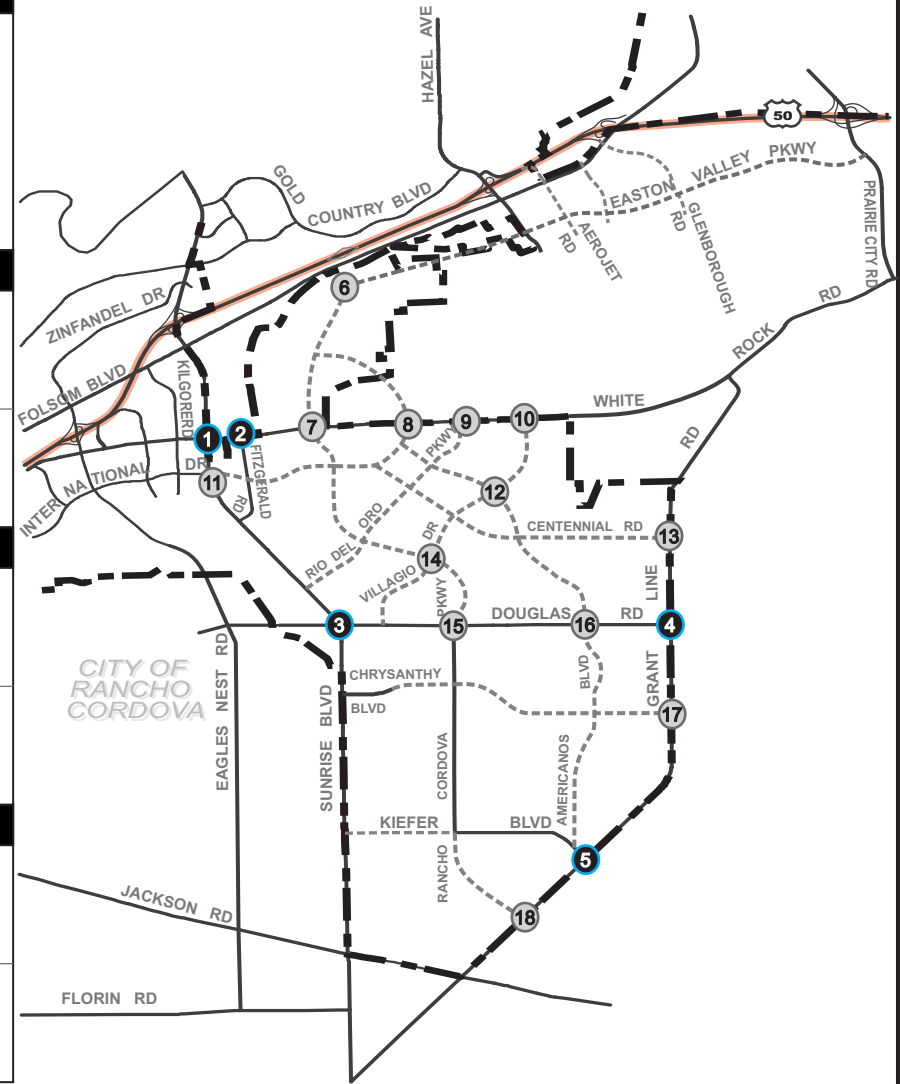 HAZEL AVE
50
GOLD
COUNTRY BLVD
EASTON VALLEY PKWY
PRAIRIE CITY RD
AEROJET
RD
GLENBOROUGH
RD
6
ZINFANDEL DR
ROCK RD
FOLSOM BLVD
KILGORE RD
WHITE
1
2
7
8
9
10
PKWY
RD
INTERNATIONAL DR
11
FITZGERALD
RD
12
RIO DEL ORO
DR
CENTENNIAL RD
13
14
VILLAGIO
PKWY
LINE
3
15
DOUGLAS RD
16
4
CITY OF
RANCHO
CORDOVA
EAGLES NEST RD
CHRYSANTHY
BLVD
BLVD
GRANT
17
SUNRISE BLVD
CORDOVA
AMERICANOS
KIEFER BLVD
5
RANCHO
18
JACKSON RD
FLORIN RD